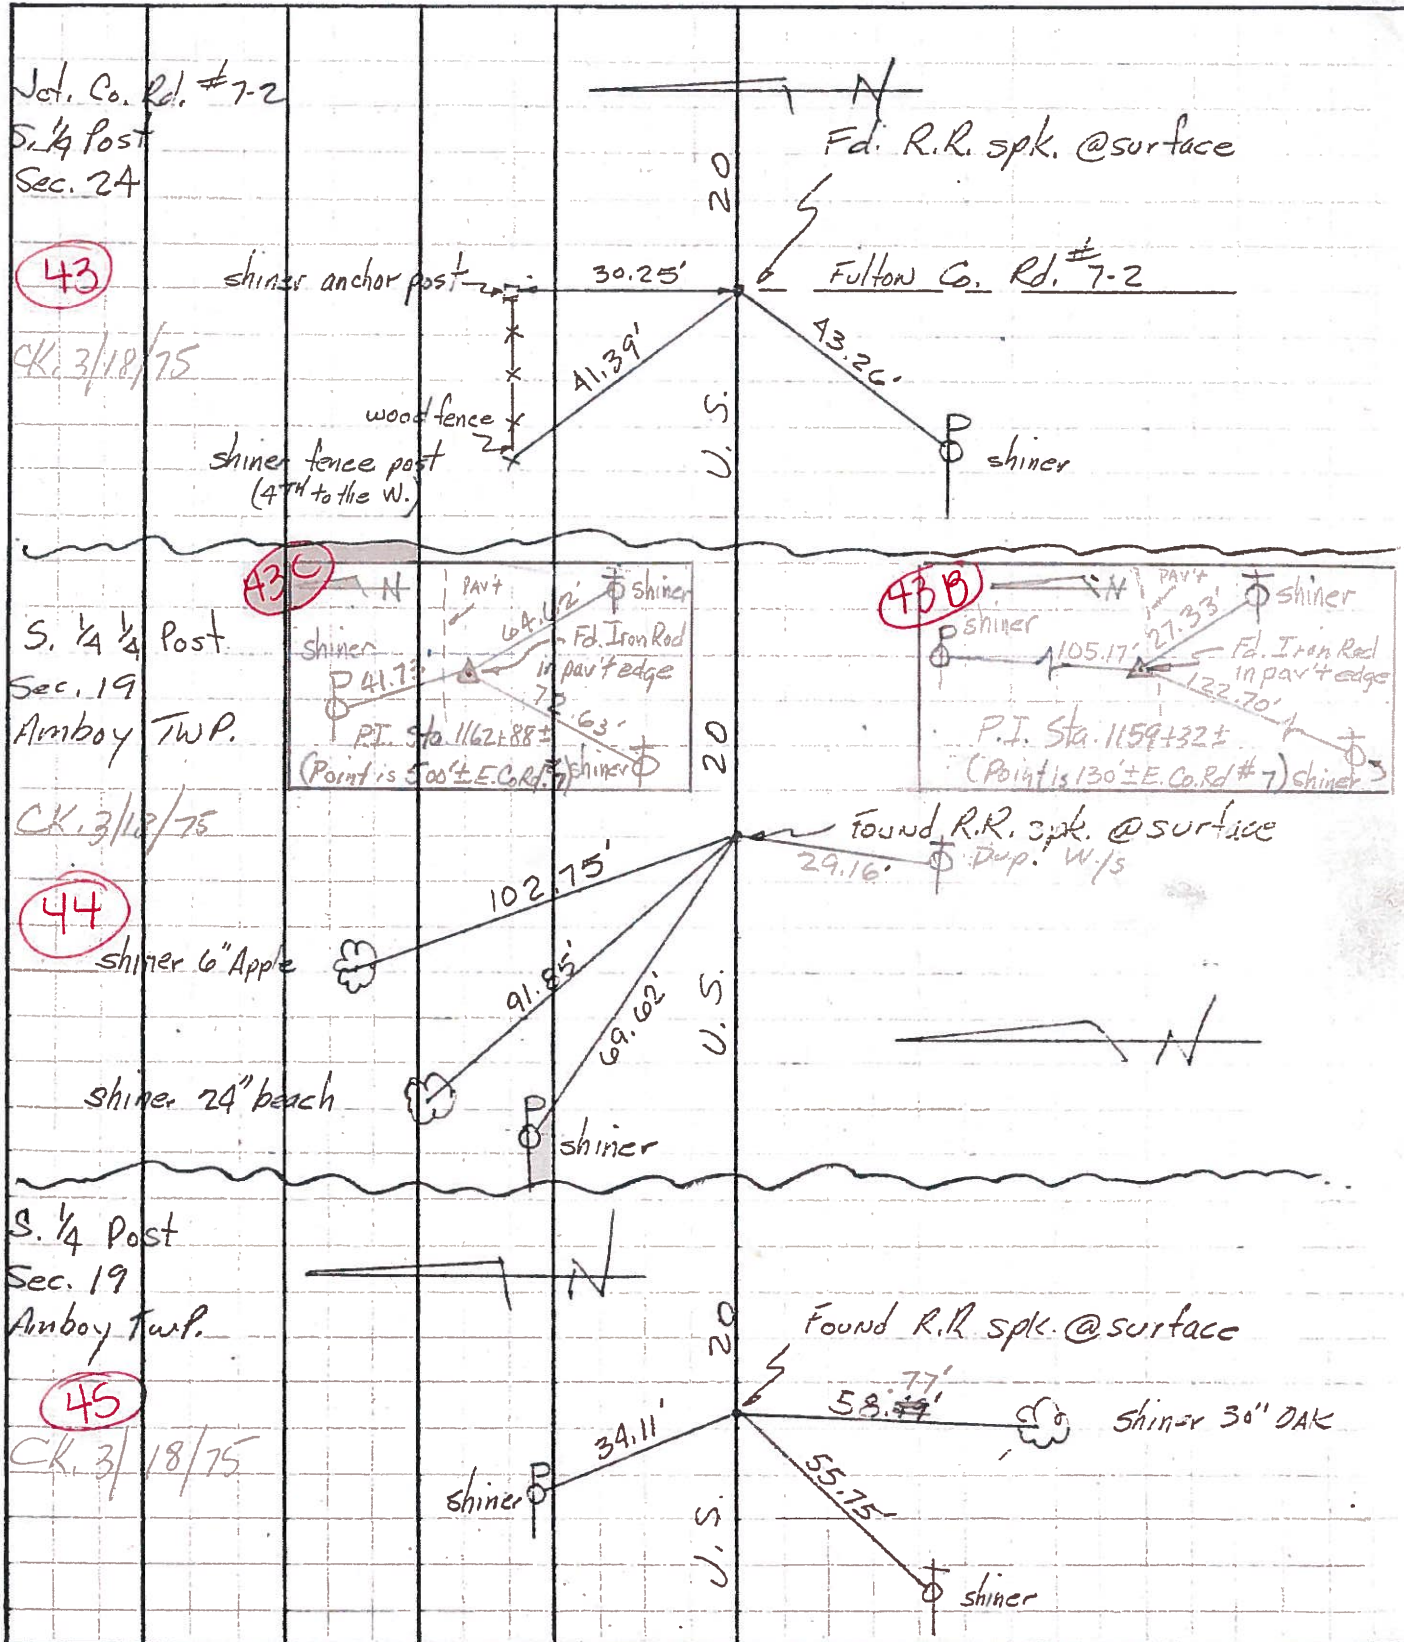 Jct. Co. Rd. #7-2
S. 1/4 Post
Sec. 24
43
CK. 3/18/75
N
Fd. R.R. spk. @surface
U.S. 20
shiner anchor post
30.25'
Fulton Co. Rd. #7-2
41.39'
43.26'
wood fence
shiner fence post
(4TH to the W.)
P
shiner
43C
N
PAV'T
shiner
64.62'
shiner
Fd. Iron Rod
in pav't edge
P
41.73
72.63'
P.I. Sta. 1162+88±
(Point is 500'± E. Co Rd. #7)
shiner
43B
N
PAV'T
shiner
27.33'
shiner
P
105.17'
Fd. Iron Rod
in pav't edge
122.70'
P.I. Sta. 1159+32±
(Point is 130'± E. Co. Rd #7)
shiner
S. 1/4 1/4 Post
Sec. 19
Amboy TWP.
CK. 3/18/75
44
U.S. 20
Found R.R. spk. @surface
29.16'
Dup. W/s
102.75'
shiner 6" Apple
91.85'
69.62'
N
shiner 24" beach
P
shiner
S. 1/4 Post
Sec. 19
Amboy TwP.
45
CK. 3/18/75
N
U.S. 20
Found R.R. spk. @surface
.77'
58.49'
shiner 30" OAK
34.11'
P
shiner
55.75'
shiner